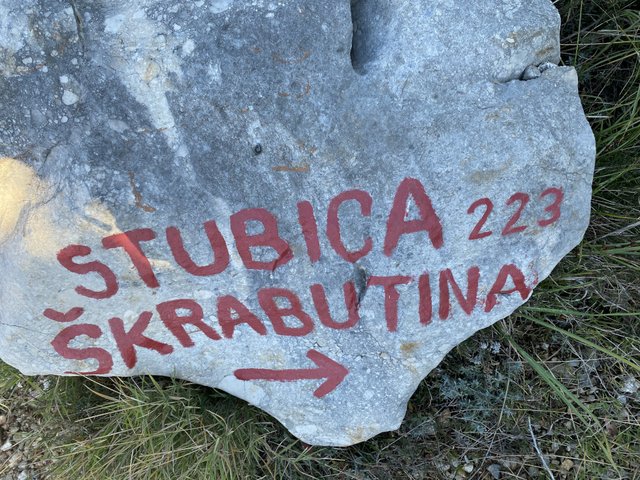 STUBICA 223
ŠKRABUTINA
→